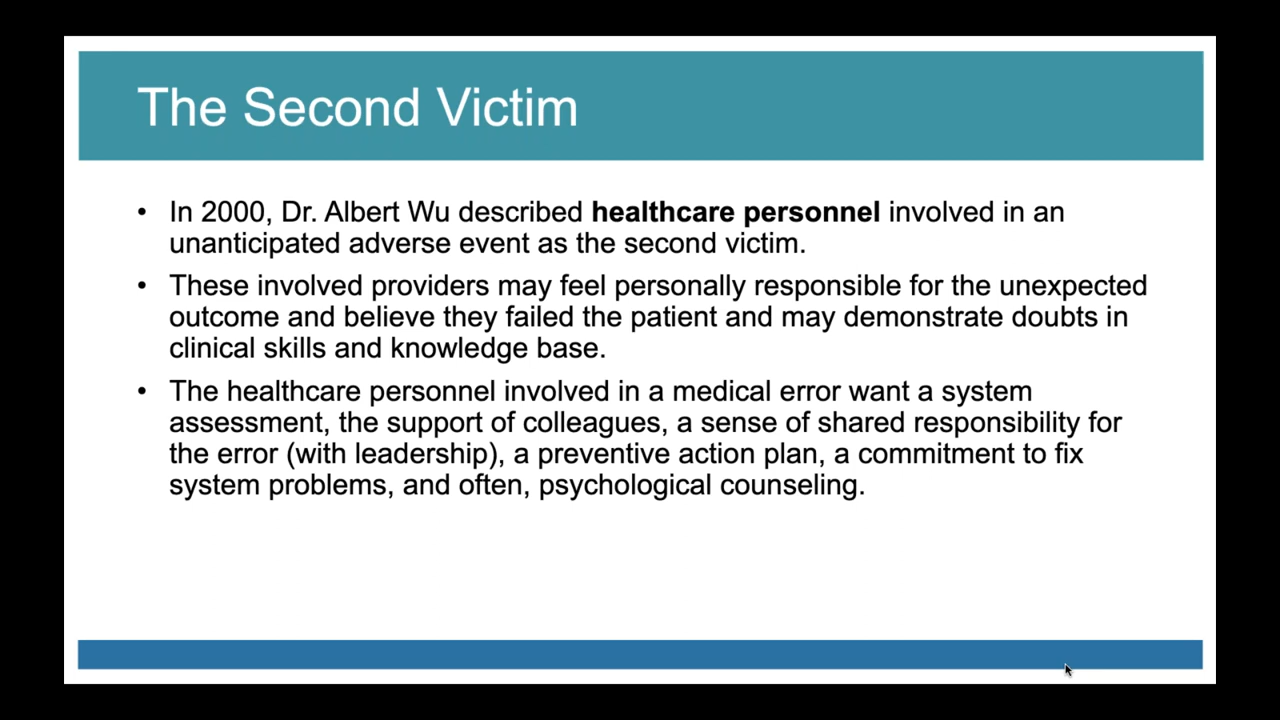 The Second Victim
• In 2000, Dr. Albert Wu described healthcare personnel involved in an
unanticipated adverse event as the second victim.
• These involved providers may feel personally responsible for the unexpected
outcome and believe they failed the patient and may demonstrate doubts in
clinical skills and knowledge base.
• The healthcare personnel involved in a medical error want a system
assessment, the support of colleagues, a sense of shared responsibility for
the error (with leadership), a preventive action plan, a commitment to fix
system problems, and often, psychological counseling.